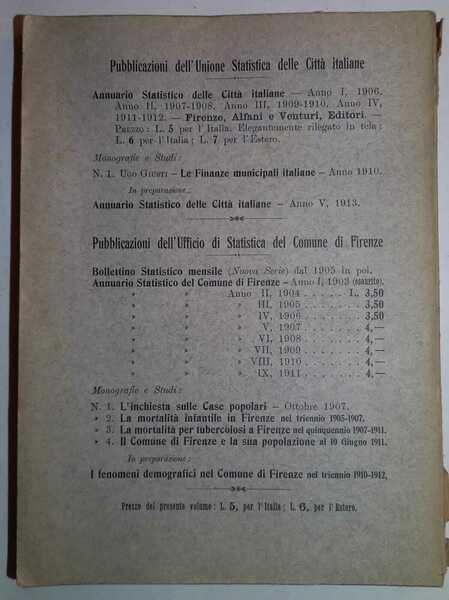 Pubblicazioni dell'Unione Statistica delle Città italiane
Annuario Statistico delle Città italiane — Anno I, 1906.
Anno II, 1907-1908. Anno III, 1909-1910. Anno IV,
1911-1912. — Firenze, Alfani e Venturi, Editori. —
Prezzo: L. 5 per l'Italia. Elegantemente rilegato in tela:
L. 6 per l'Italia; L. 7 per l'Estero.
Monografie e Studi:
N. 1. Ugo Giusti - Le Finanze municipali italiane - Anno 1910.
In preparazione:
Annuario Statistico delle Città italiane - Anno V, 1913.
Pubblicazioni dell'Ufficio di Statistica del Comune di Firenze
Bollettino Statistico mensile (Nuova Serie) dal 1905 in poi.
Annuario Statistico del Comune di Firenze - Anno I, 1903 (esaurito).
» » » Anno II, 1904 . . . . . L. 3,50
» » » III, 1905 . . . . . . . 3,50
» » » IV, 1906 . . . . . . . 3,50
» » » V, 1907 . . . . . . . 4,—
» » » VI, 1908 . . . . . . . 4,—
» » » VII, 1909 . . . . . . . 4,—
» » » VIII, 1910 . . . . . . 4,—
» » » IX, 1911 . . . . . . . 4,—
Monografie e Studi:
N. 1. L'inchiesta sulle Case popolari - Ottobre 1907.
» 2. La mortalità infantile in Firenze nel triennio 1905-1907.
» 3. La mortalità per tubercolosi a Firenze nel quinquennio 1907-1911.
» 4. Il Comune di Firenze e la sua popolazione al 10 Giugno 1911.
In preparazione:
I fenomeni demografici nel Comune di Firenze nel triennio 1910-1912.
Prezzo del presente volume: L. 5, per l'Italia; L. 6, per l'Estero.